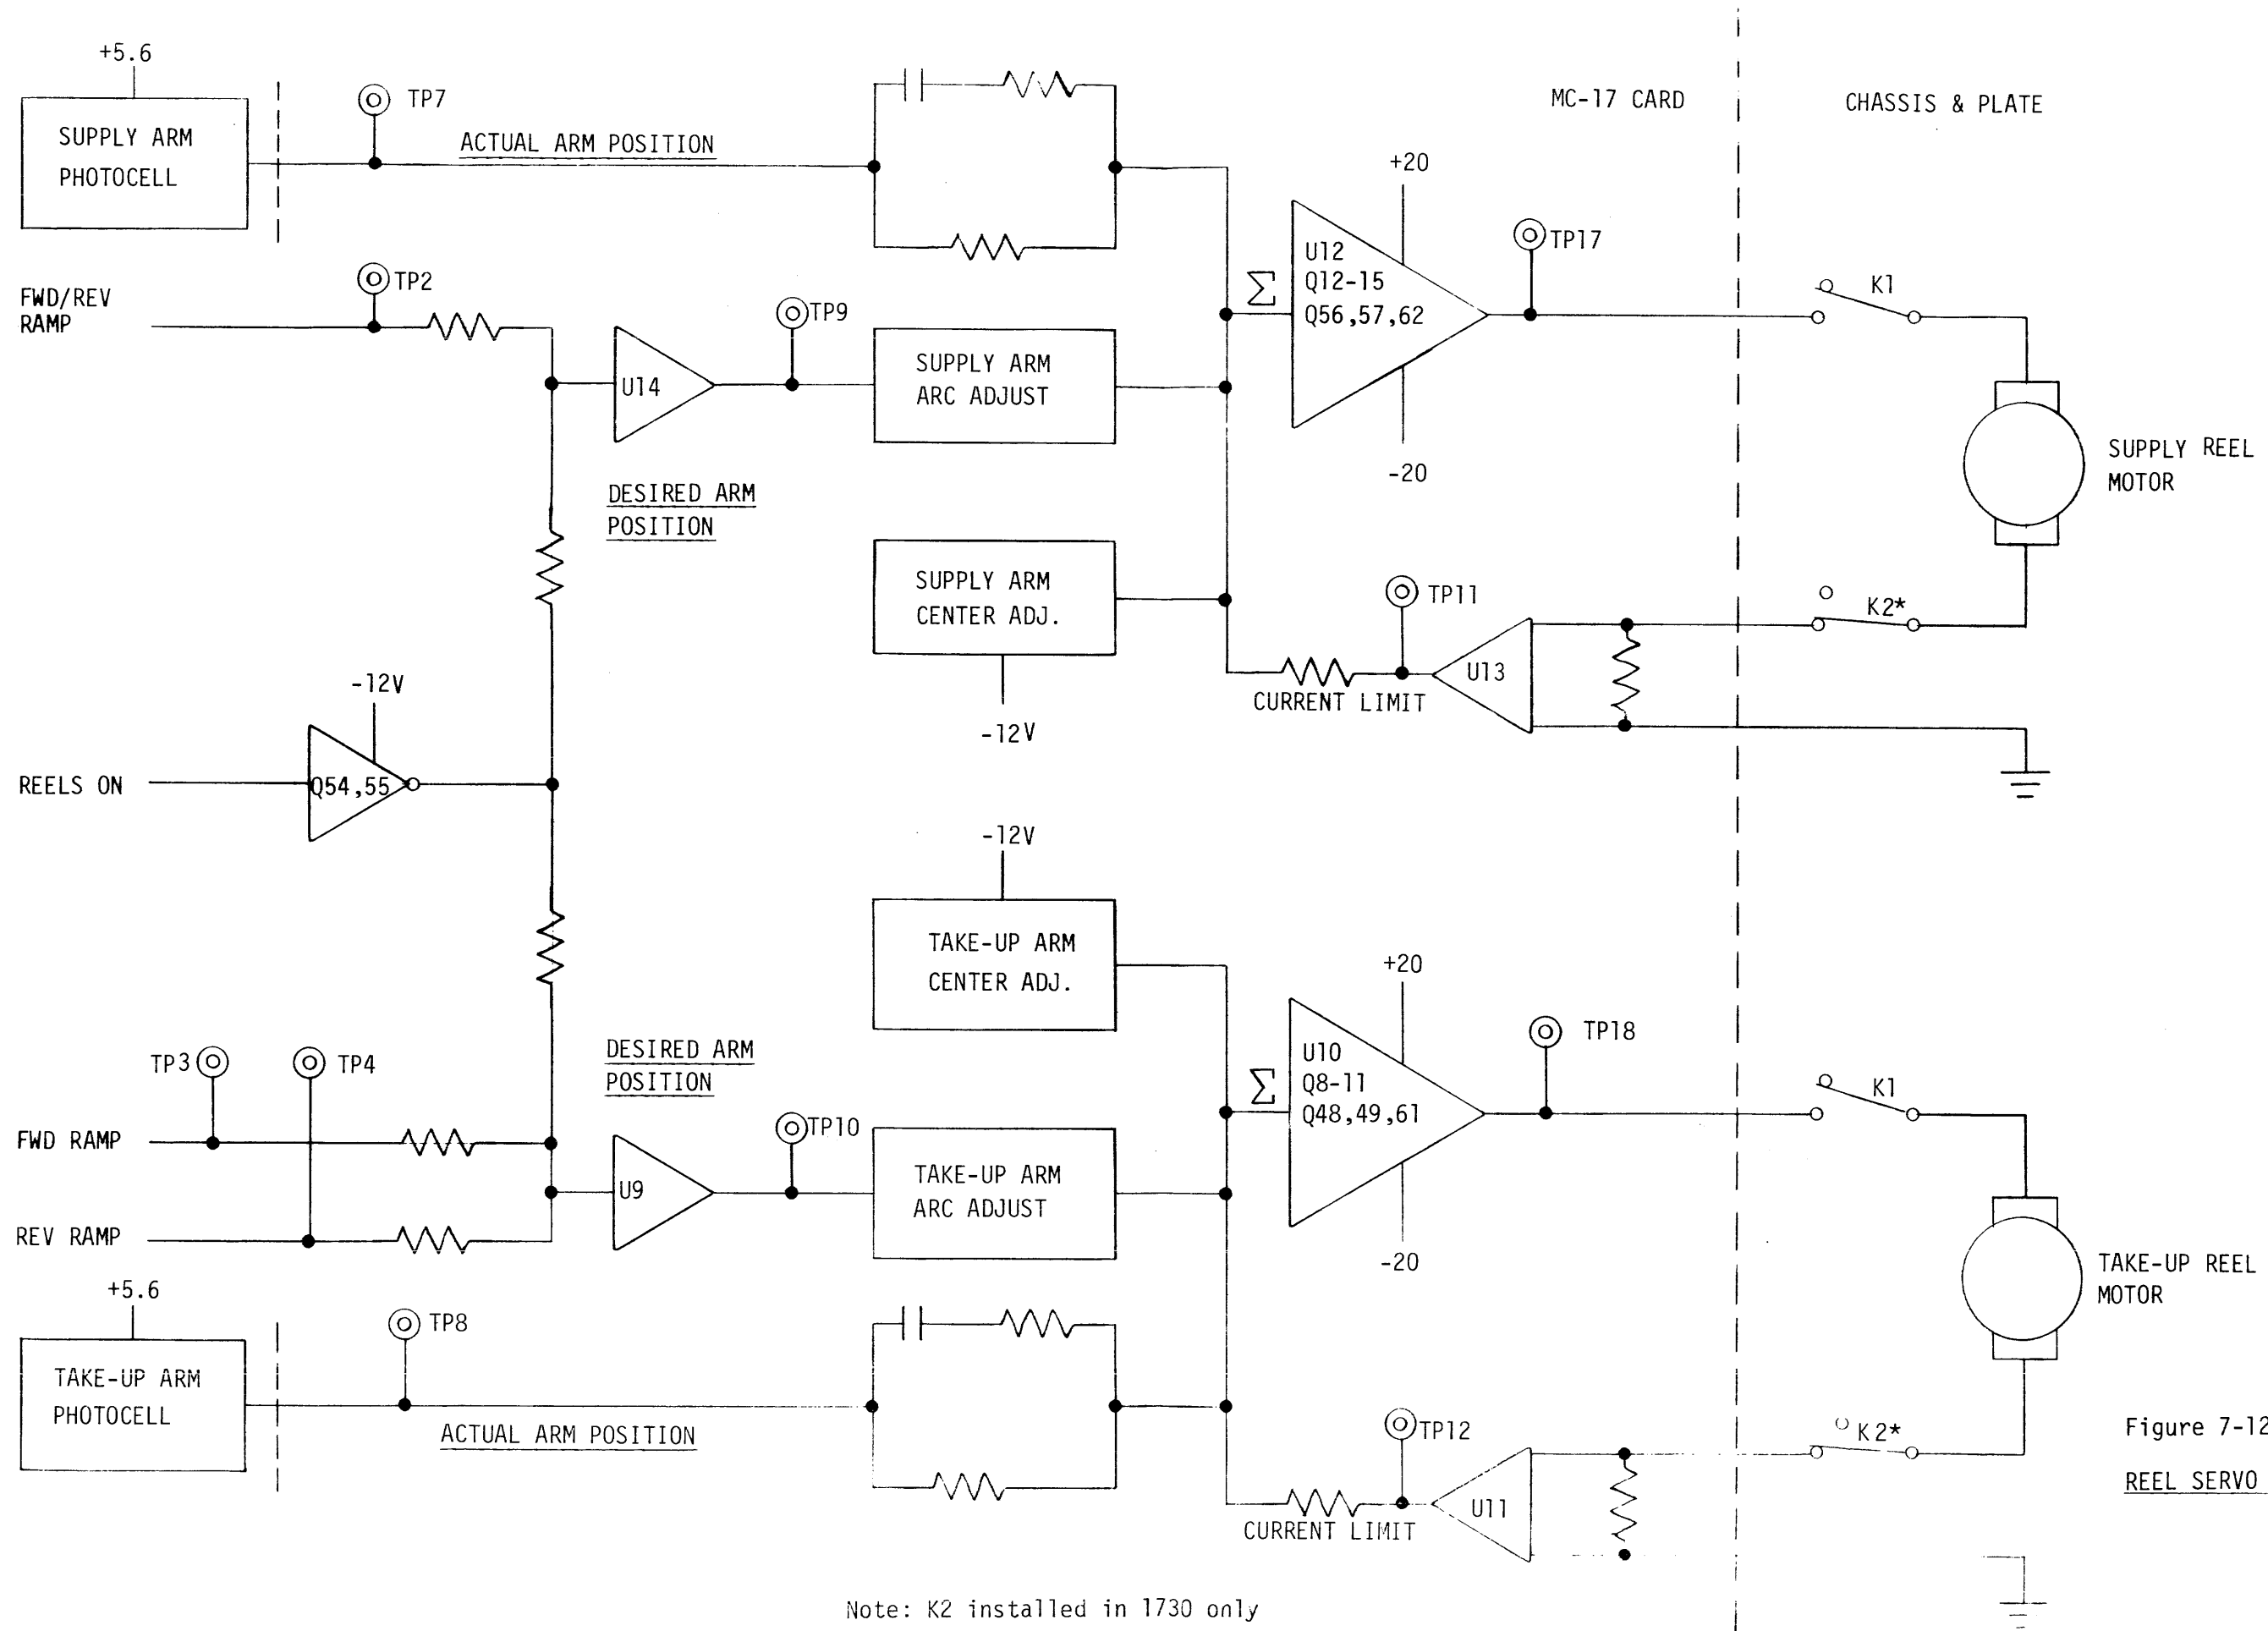 +5.6
SUPPLY ARM
PHOTOCELL
TP7
ACTUAL ARM POSITION
MC-17 CARD
CHASSIS & PLATE
FWD/REV
RAMP
TP2
TP9
U14
SUPPLY ARM
ARC ADJUST
DESIRED ARM
POSITION
+20
Σ
U12
Q12-15
Q56,57,62
-20
TP17
K1
SUPPLY REEL
MOTOR
SUPPLY ARM
CENTER ADJ.
-12V
TP11
U13
CURRENT LIMIT
K2*
-12V
REELS ON
Q54,55
-12V
TAKE-UP ARM
CENTER ADJ.
+20
Σ
U10
Q8-11
Q48,49,61
-20
TP18
K1
TAKE-UP REEL
MOTOR
TP3
TP4
DESIRED ARM
POSITION
FWD RAMP
TP10
U9
TAKE-UP ARM
ARC ADJUST
REV RAMP
+5.6
TAKE-UP ARM
PHOTOCELL
TP8
ACTUAL ARM POSITION
TP12
U11
CURRENT LIMIT
K2*
Figure 7-12
REEL SERVO
Note: K2 installed in 1730 only